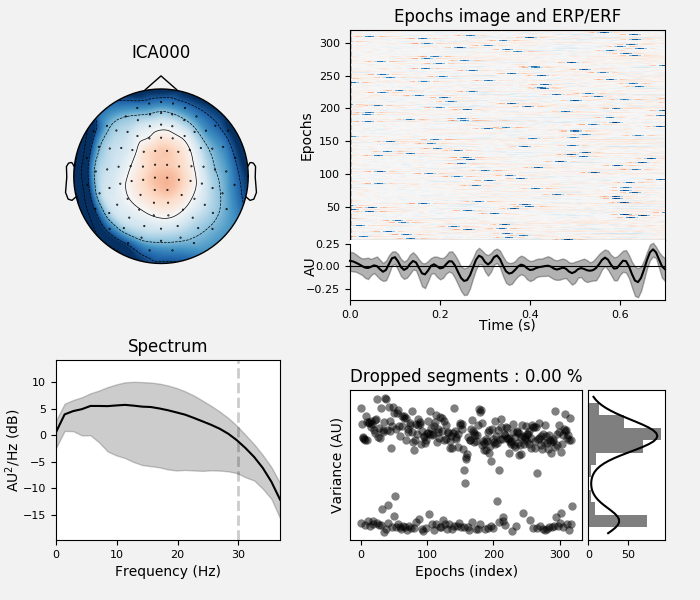 ICA000
Epochs image and ERP/ERF
Epochs
300
250
200
150
100
50
AU
0.25
0.00
−0.25
0.0 0.2 0.4 0.6
Time (s)
Spectrum
AU²/Hz (dB)
10
5
0
−5
−10
−15
0 10 20 30
Frequency (Hz)
Dropped segments : 0.00 %
Variance (AU)
0 100 200 300
Epochs (index)
0 50